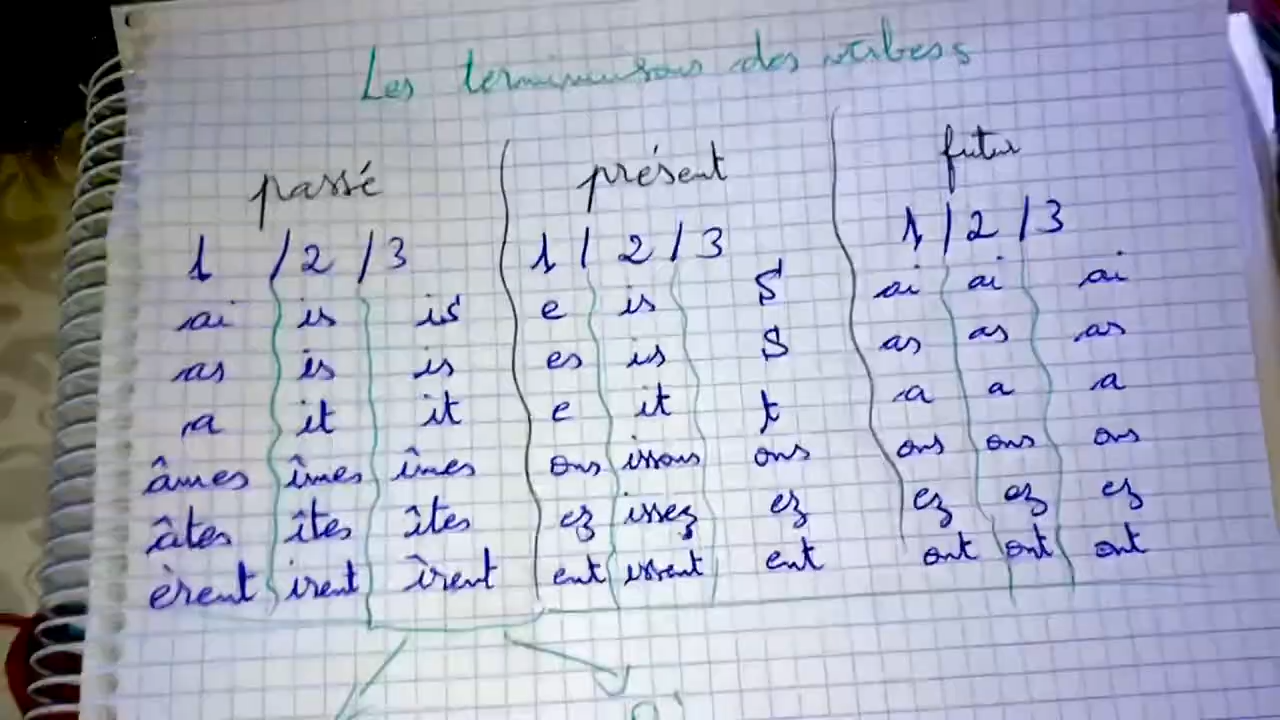 Les terminaisons des verbes
passé présent futur
1 / 2 / 3 1 / 2 / 3 1 / 2 / 3
ai is is e is s ai ai ai
as is is es is s as as as
a it it e it t a a a
âmes îmes îmes ons issons ons ons ons ons
âtes îtes îtes ez issez ez ez ez ez
èrent irent irent ent issent ent ont ont ont